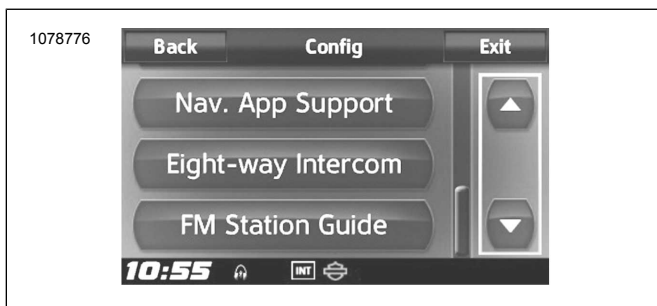 1078776
Back Config Exit
Nav. App Support
Eight-way Intercom
FM Station Guide
10:55 INT